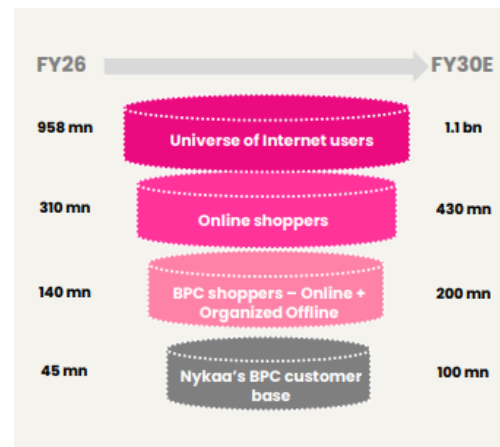 FY26 FY30E
958 mn Universe of Internet users 1.1 bn
310 mn Online shoppers 430 mn
140 mn BPC shoppers – Online + 200 mn
Organized Offline
45 mn Nykaa's BPC customer 100 mn
base